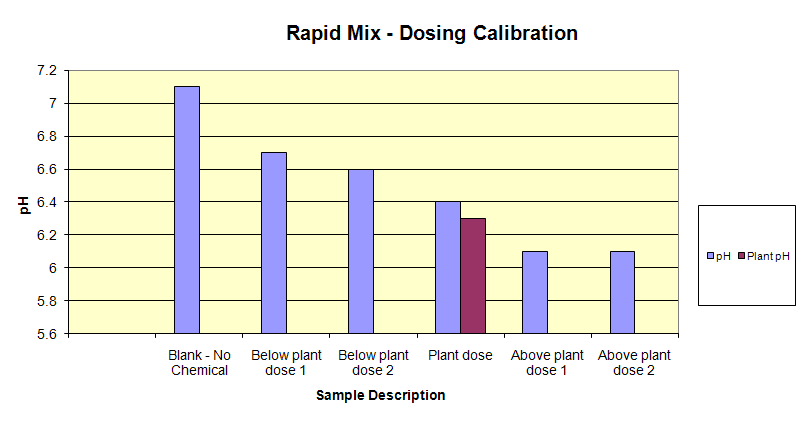 Rapid Mix - Dosing Calibration
7.2
7
6.8
6.6
6.4
6.2
6
5.8
5.6
pH
Blank - No
Chemical
Below plant
dose 1
Below plant
dose 2
Plant dose
Above plant
dose 1
Above plant
dose 2
Sample Description
pH
Plant pH